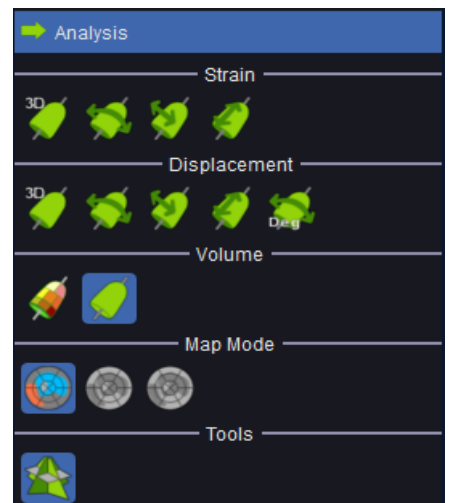 Analysis
Strain
3D
Displacement
3D
Deg
Volume
Map Mode
Tools